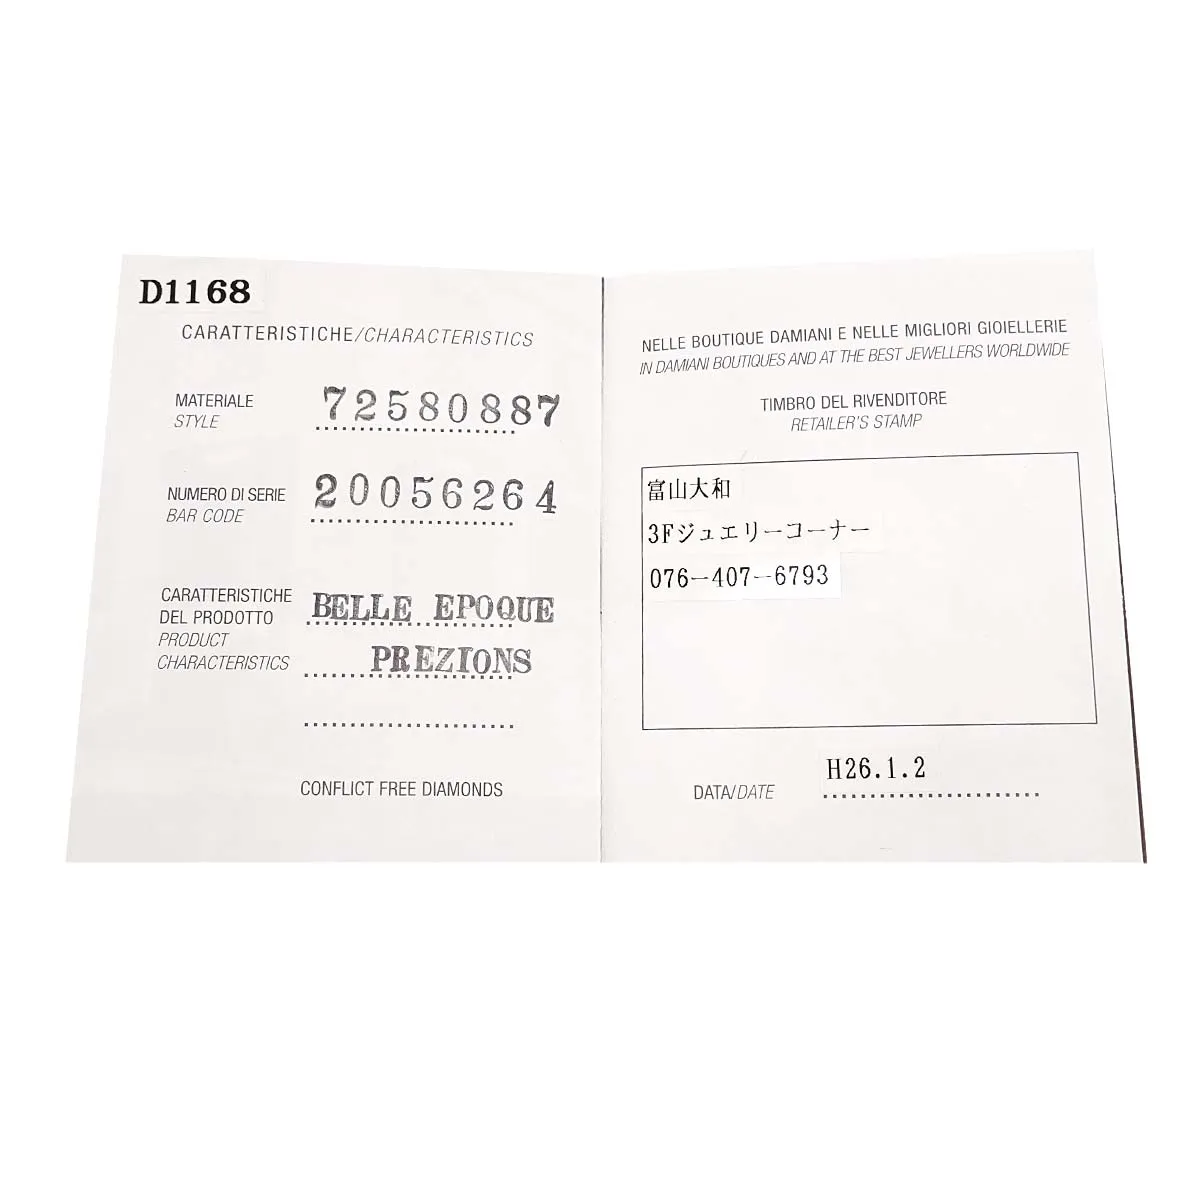 D1168
CARATTERISTICHE/CHARACTERISTICS
MATERIALE
STYLE
72580887
NUMERO DI SERIE
BAR CODE
20056264
CARATTERISTICHE
DEL PRODOTTO
PRODUCT
CHARACTERISTICS
BELLE EPOQUE
PREZIONS
CONFLICT FREE DIAMONDS
NELLE BOUTIQUE DAMIANI E NELLE MIGLIORI GIOIELLERIE
IN DAMIANI BOUTIQUES AND AT THE BEST JEWELLERS WORLDWIDE
TIMBRO DEL RIVENDITORE
RETAILER'S STAMP
富山大和
3Fジュエリーコーナー
076-407-6793
DATA/DATE
H26.1.2